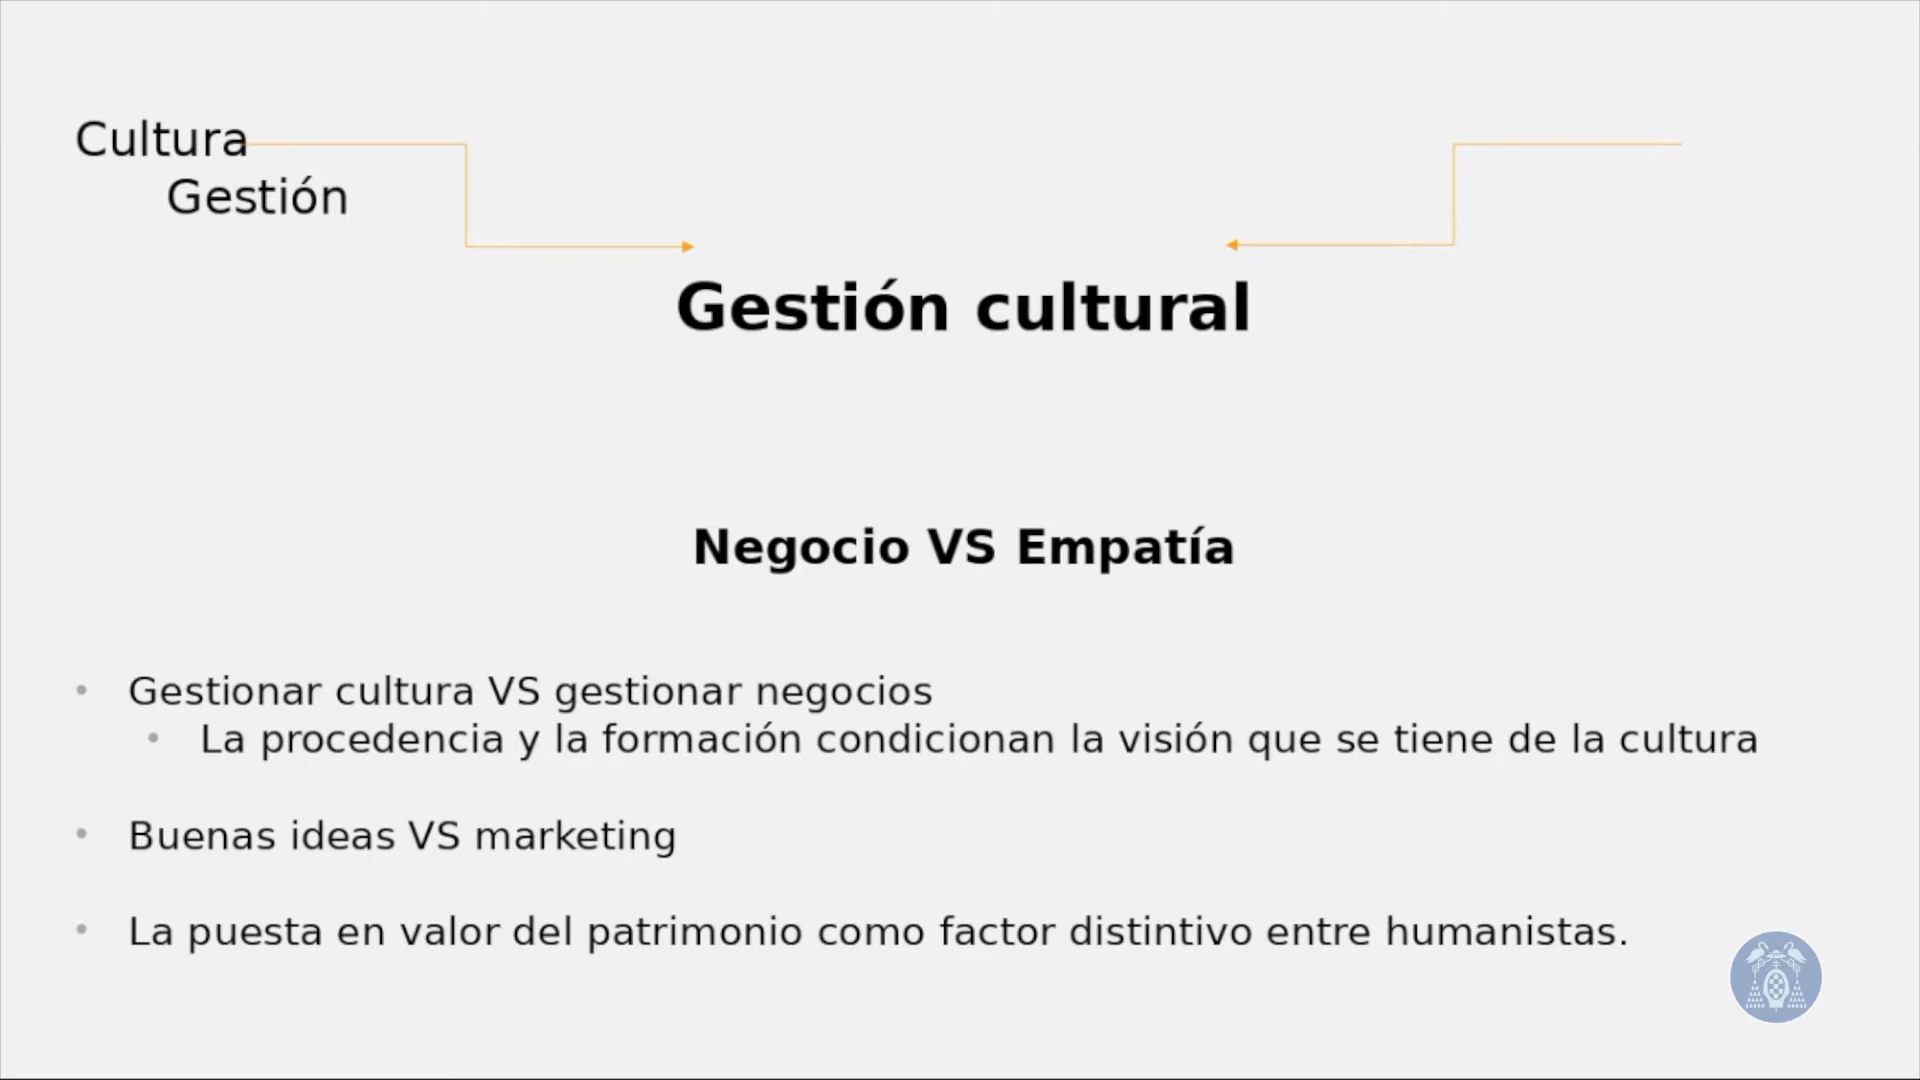 Cultura
Gestión
Gestión cultural
Negocio VS Empatía
• Gestionar cultura VS gestionar negocios
• La procedencia y la formación condicionan la visión que se tiene de la cultura
• Buenas ideas VS marketing
• La puesta en valor del patrimonio como factor distintivo entre humanistas.